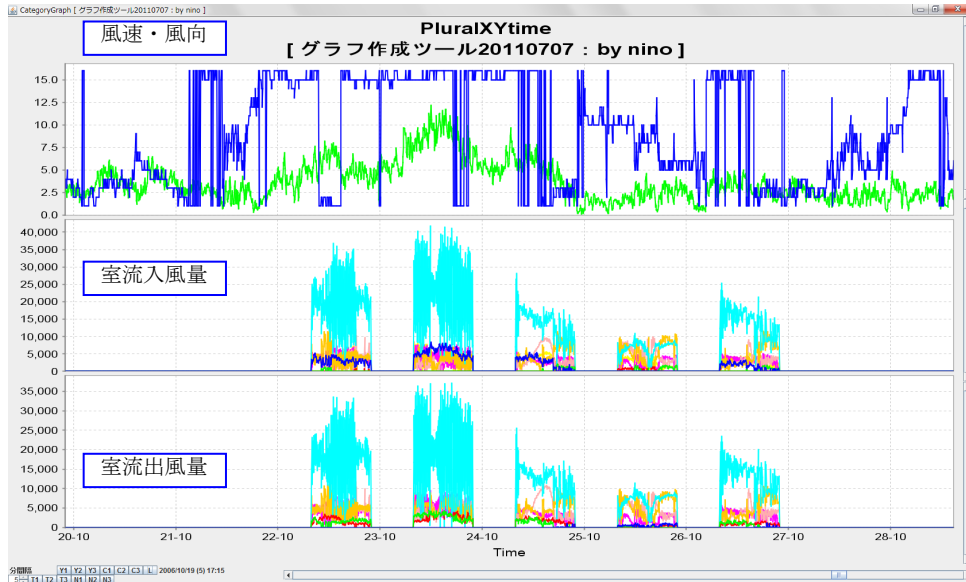 CategoryGraph [ グラフ作成ツール20110707 : by nino ]
風速・風向
PluralXYtime
[ グラフ作成ツール20110707 : by nino ]
15.0
12.5
10.0
7.5
5.0
2.5
0.0
室流入風量
40,000
35,000
30,000
25,000
20,000
15,000
10,000
5,000
0
室流出風量
35,000
30,000
25,000
20,000
15,000
10,000
5,000
0
20-10 21-10 22-10 23-10 24-10 25-10 26-10 27-10 28-10
Time
分間隔 Y1 Y2 Y3 C1 C2 C3 L 2006/10/19 (5) 17:15
5 T1 T2 T3 N1 N2 N3